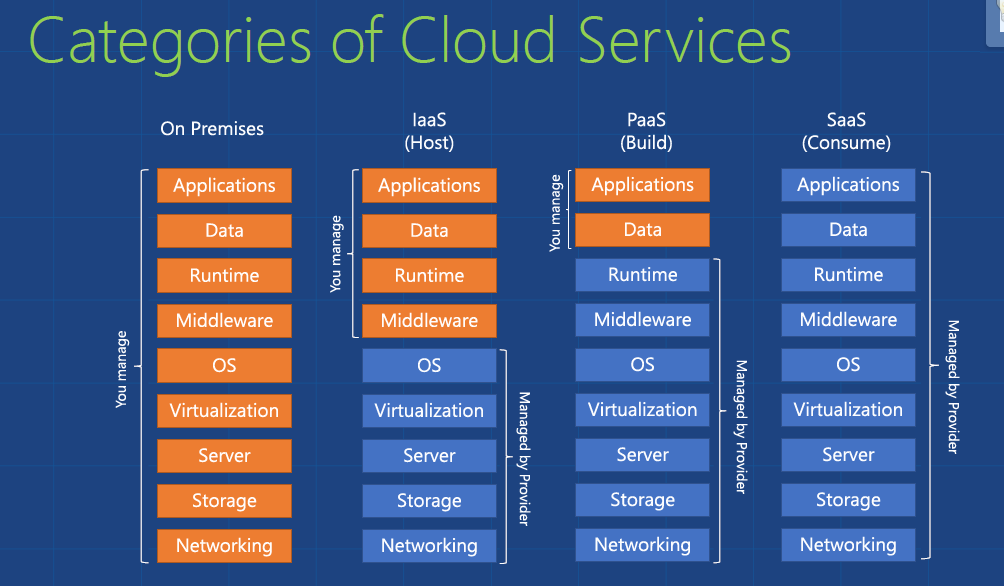 Categories of Cloud Services
On Premises
You manage
Applications
Data
Runtime
Middleware
OS
Virtualization
Server
Storage
Networking
IaaS
(Host)
You manage
Applications
Data
Runtime
Middleware
OS
Virtualization
Server
Storage
Networking
Managed by Provider
PaaS
(Build)
You manage
Applications
Data
Runtime
Middleware
OS
Virtualization
Server
Storage
Networking
Managed by Provider
SaaS
(Consume)
Applications
Data
Runtime
Middleware
OS
Virtualization
Server
Storage
Networking
Managed by Provider